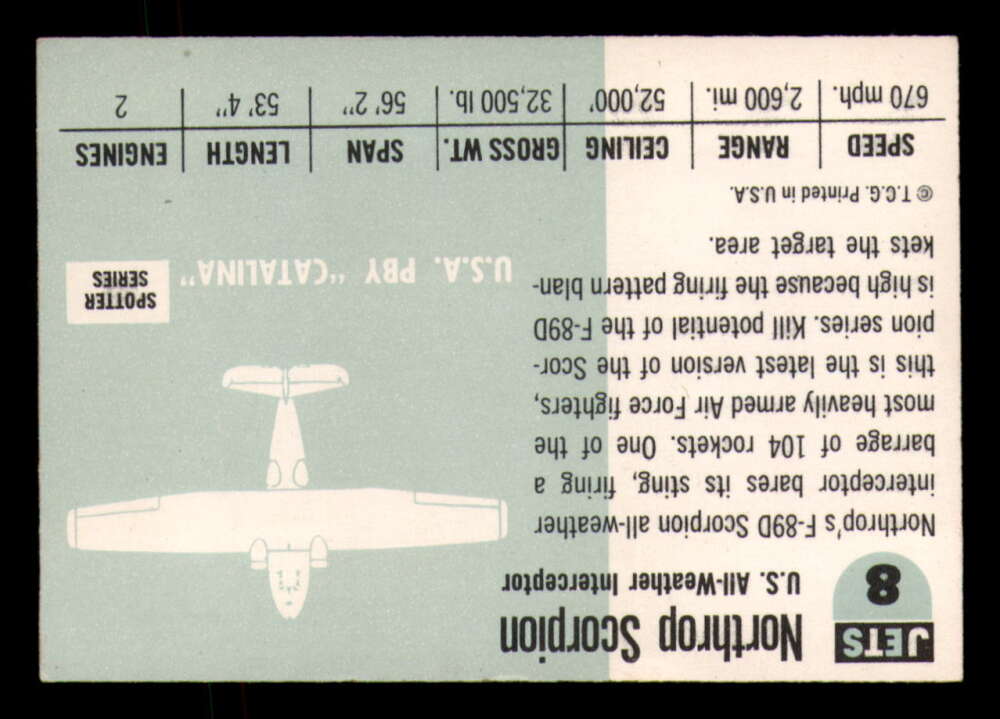 JETS
8
Northrop Scorpion
U.S. All-Weather Interceptor
Northrop's F-89D Scorpion all-weather
interceptor bares its sting, firing a
barrage of 104 rockets. One of the
most heavily armed Air Force fighters,
this is the latest version of the Scor-
pion series. Kill potential of the F-89D
is high because the firing pattern blan-
kets the target area.
© T.C.G. Printed in U.S.A.
SPOTTER
SERIES
U.S.A. PBY "CATALINA"
SPEED RANGE CEILING GROSS WT. SPAN LENGTH ENGINES
670 mph. 2,600 mi. 52,000' 32,500 lb. 56' 2" 53' 4" 2